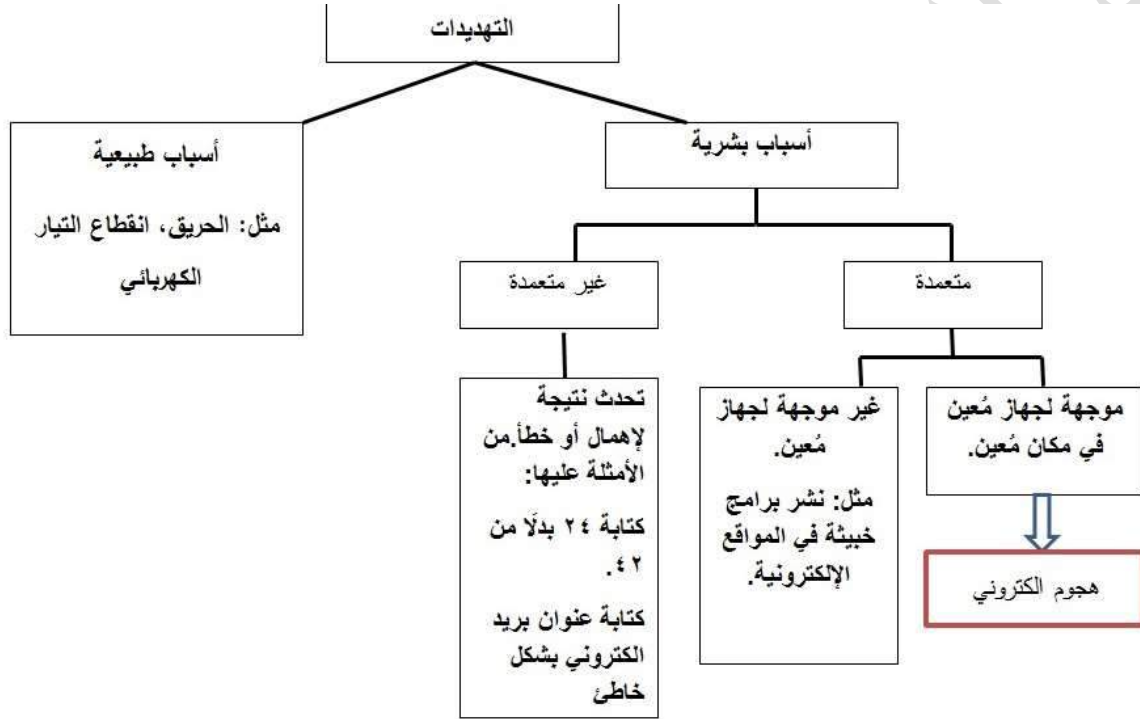 التهديدات
أسباب بشرية
أسباب طبيعية
مثل: الحريق، انقطاع التيار
الكهربائي
متعمدة
غير متعمدة
موجهة لجهاز مُعين
في مكان مُعين.
هجوم الكتروني
غير موجهة لجهاز
مُعين.
مثل: نشر برامج
خبيثة في المواقع
الإلكترونية.
تحدث نتيجة
لإهمال أو خطأ.من
الأمثلة عليها:
كتابة ٢٤ بدلًا من
٤٢.
كتابة عنوان بريد
الكتروني بشكل
خاطئ